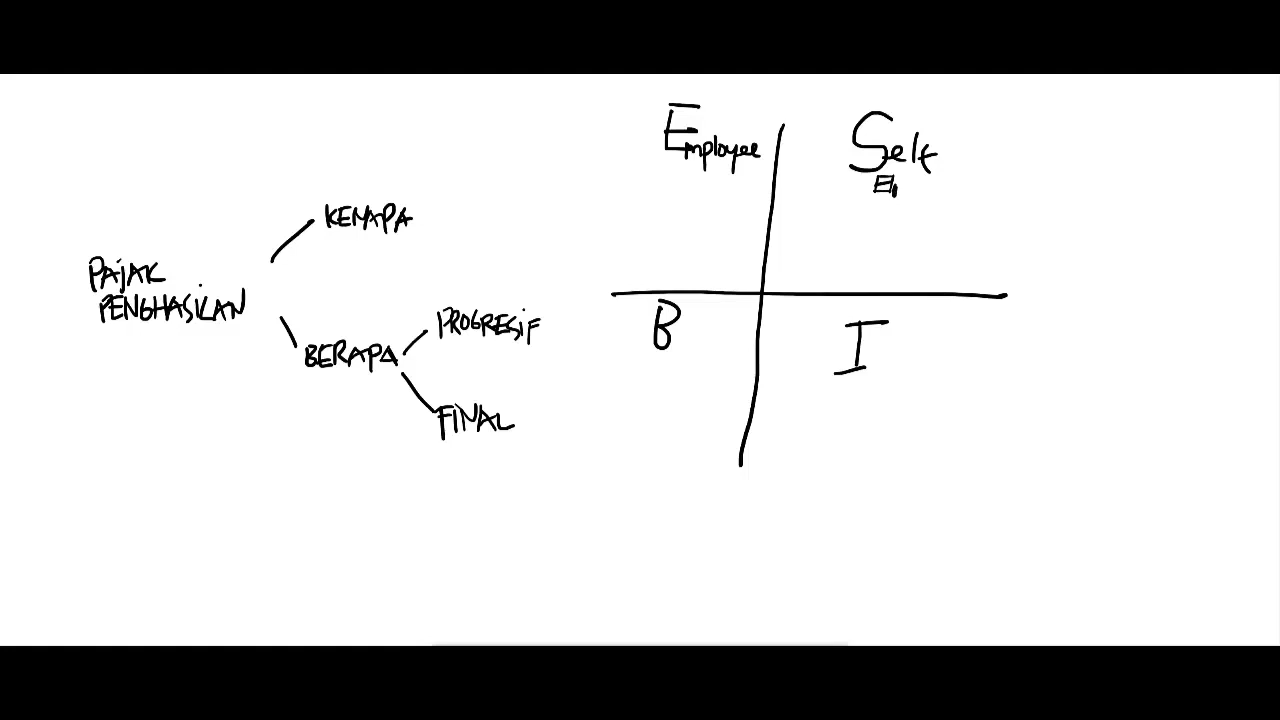 PAJAK
PENGHASILAN
KENAPA
BERAPA
PROGRESIF
FINAL
Employee
Self
B
I